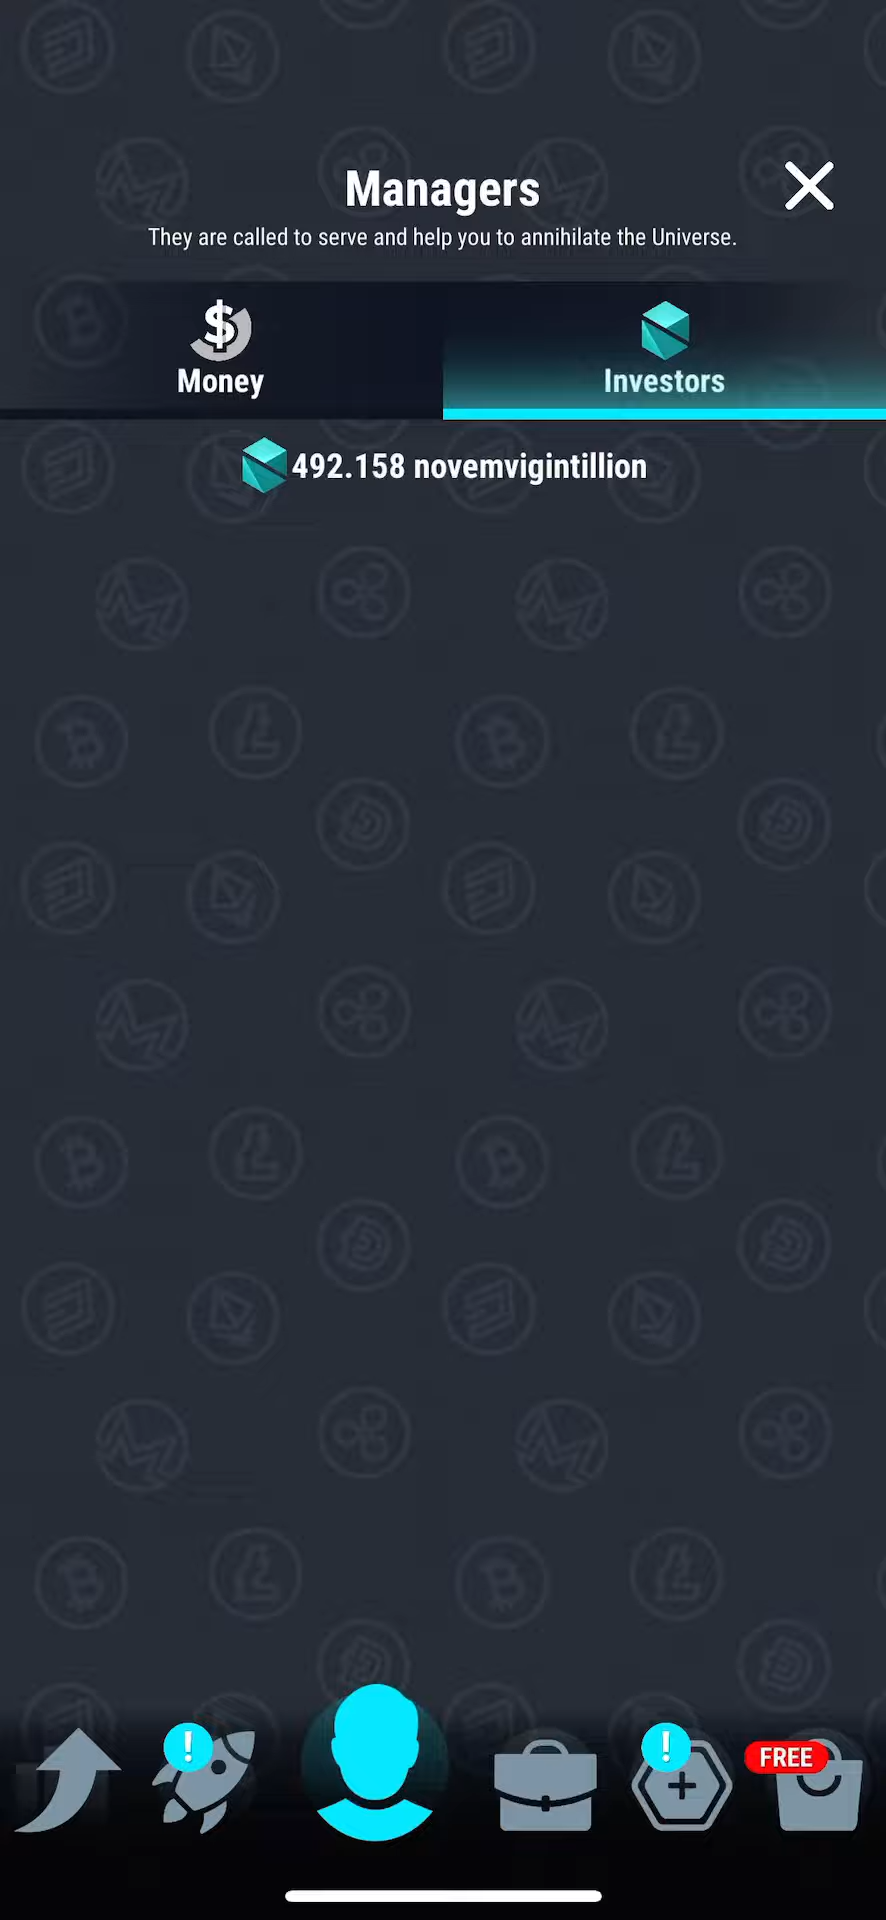 Managers
They are called to serve and help you to annihilate the Universe.
$
Money
Investors
492.158 novemvigintillion
!
!
FREE